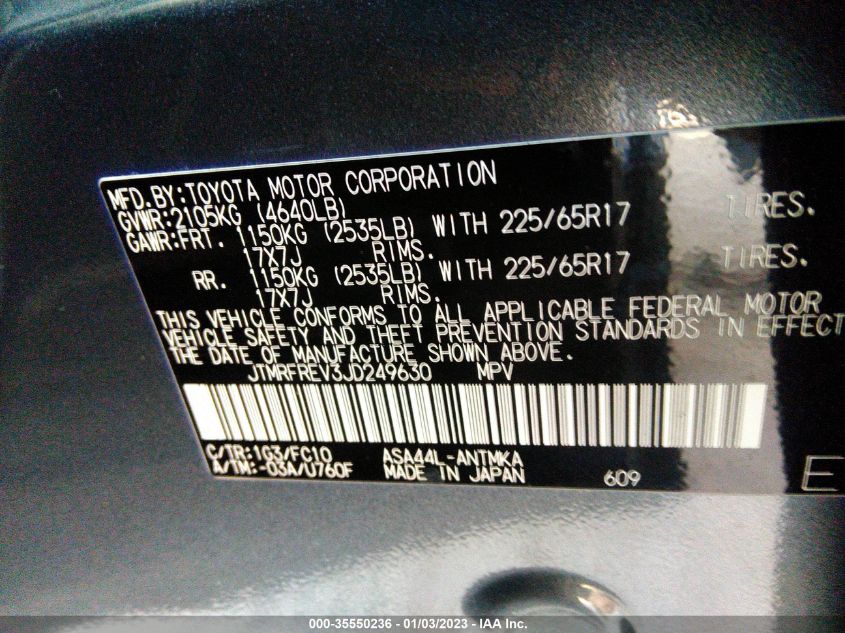 MFD.BY:TOYOTA MOTOR CORPORATION
GVWR:2105KG (4640LB)
GAWR:FRT. 1150KG (2535LB) WITH 225/65R17 TIRES.
17X7J RIMS.
RR. 1150KG (2535LB) WITH 225/65R17 TIRES.
17X7J RIMS.
THIS VEHICLE CONFORMS TO ALL APPLICABLE FEDERAL MOTOR
VEHICLE SAFETY AND THEFT PREVENTION STANDARDS IN EFFECT
THE DATE OF MANUFACTURE SHOWN ABOVE.
JTMRFREV3JD249630 MPV
C/TR:1G3/FC10 ASA44L-ANTMKA
A/TM:-03A/U760F MADE IN JAPAN 609 E
000-35550236 - 01/03/2023 - IAA Inc.